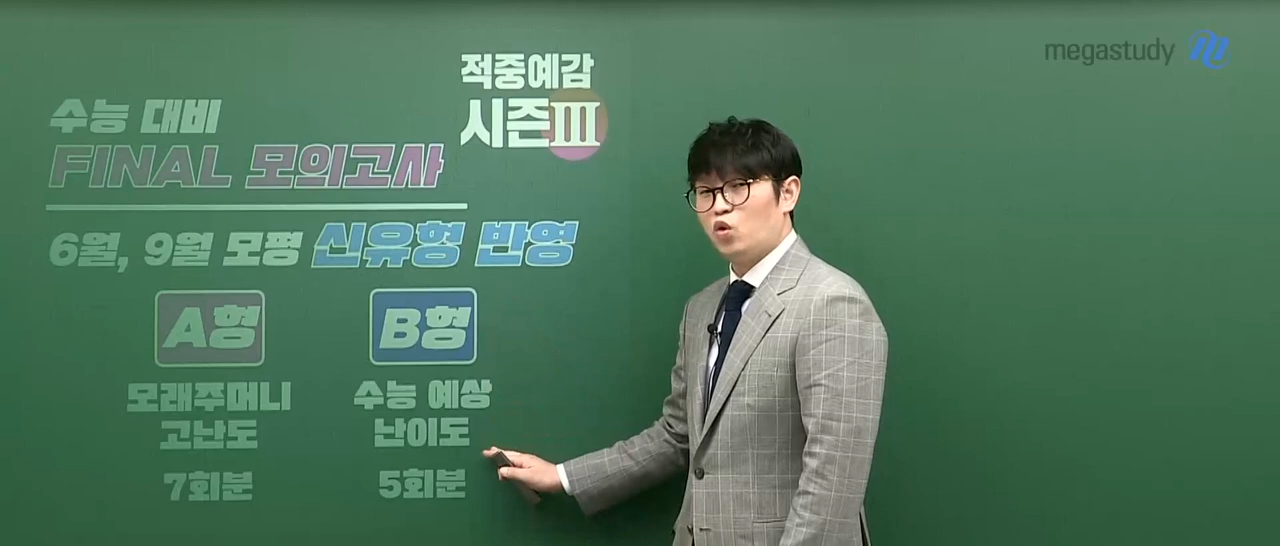 megastudy
적중예감
시즌III
수능 대비
FINAL 모의고사
6월, 9월 모평 신유형 반영
A형
모래주머니
고난도
7회분
B형
수능 예상
난이도
5회분